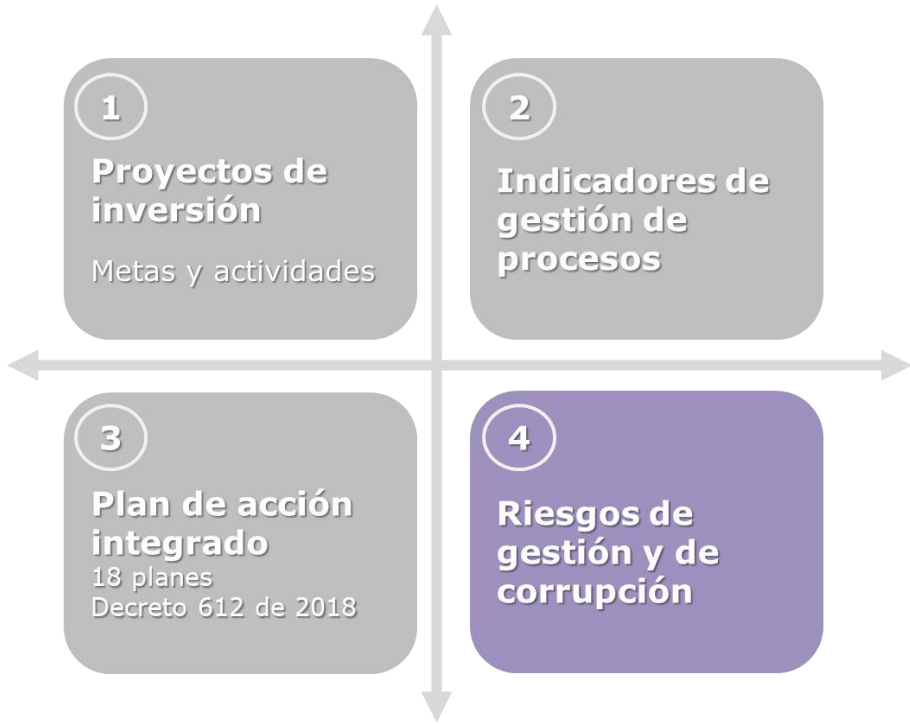 1
Proyectos de
inversión
Metas y actividades
2
Indicadores de
gestión de
procesos
3
Plan de acción
integrado
18 planes
Decreto 612 de 2018
4
Riesgos de
gestión y de
corrupción